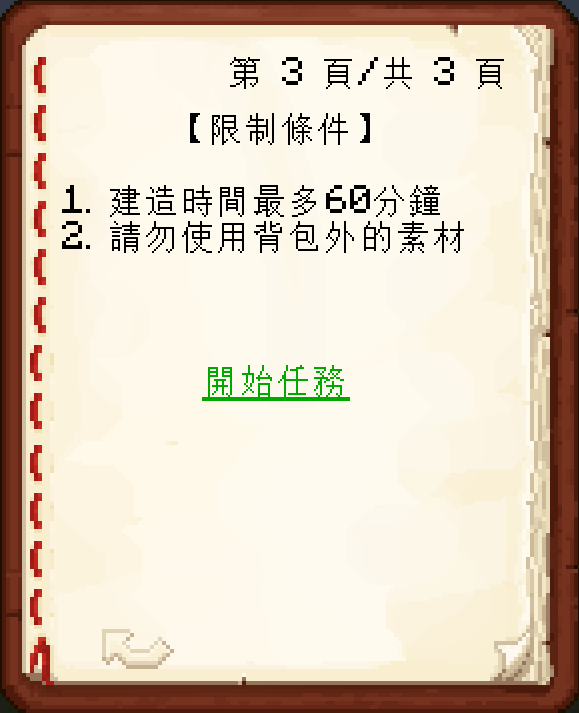 第 3 頁/共 3 頁
【限制條件】
1. 建造時間最多60分鐘
2. 請勿使用背包外的素材
開始任務